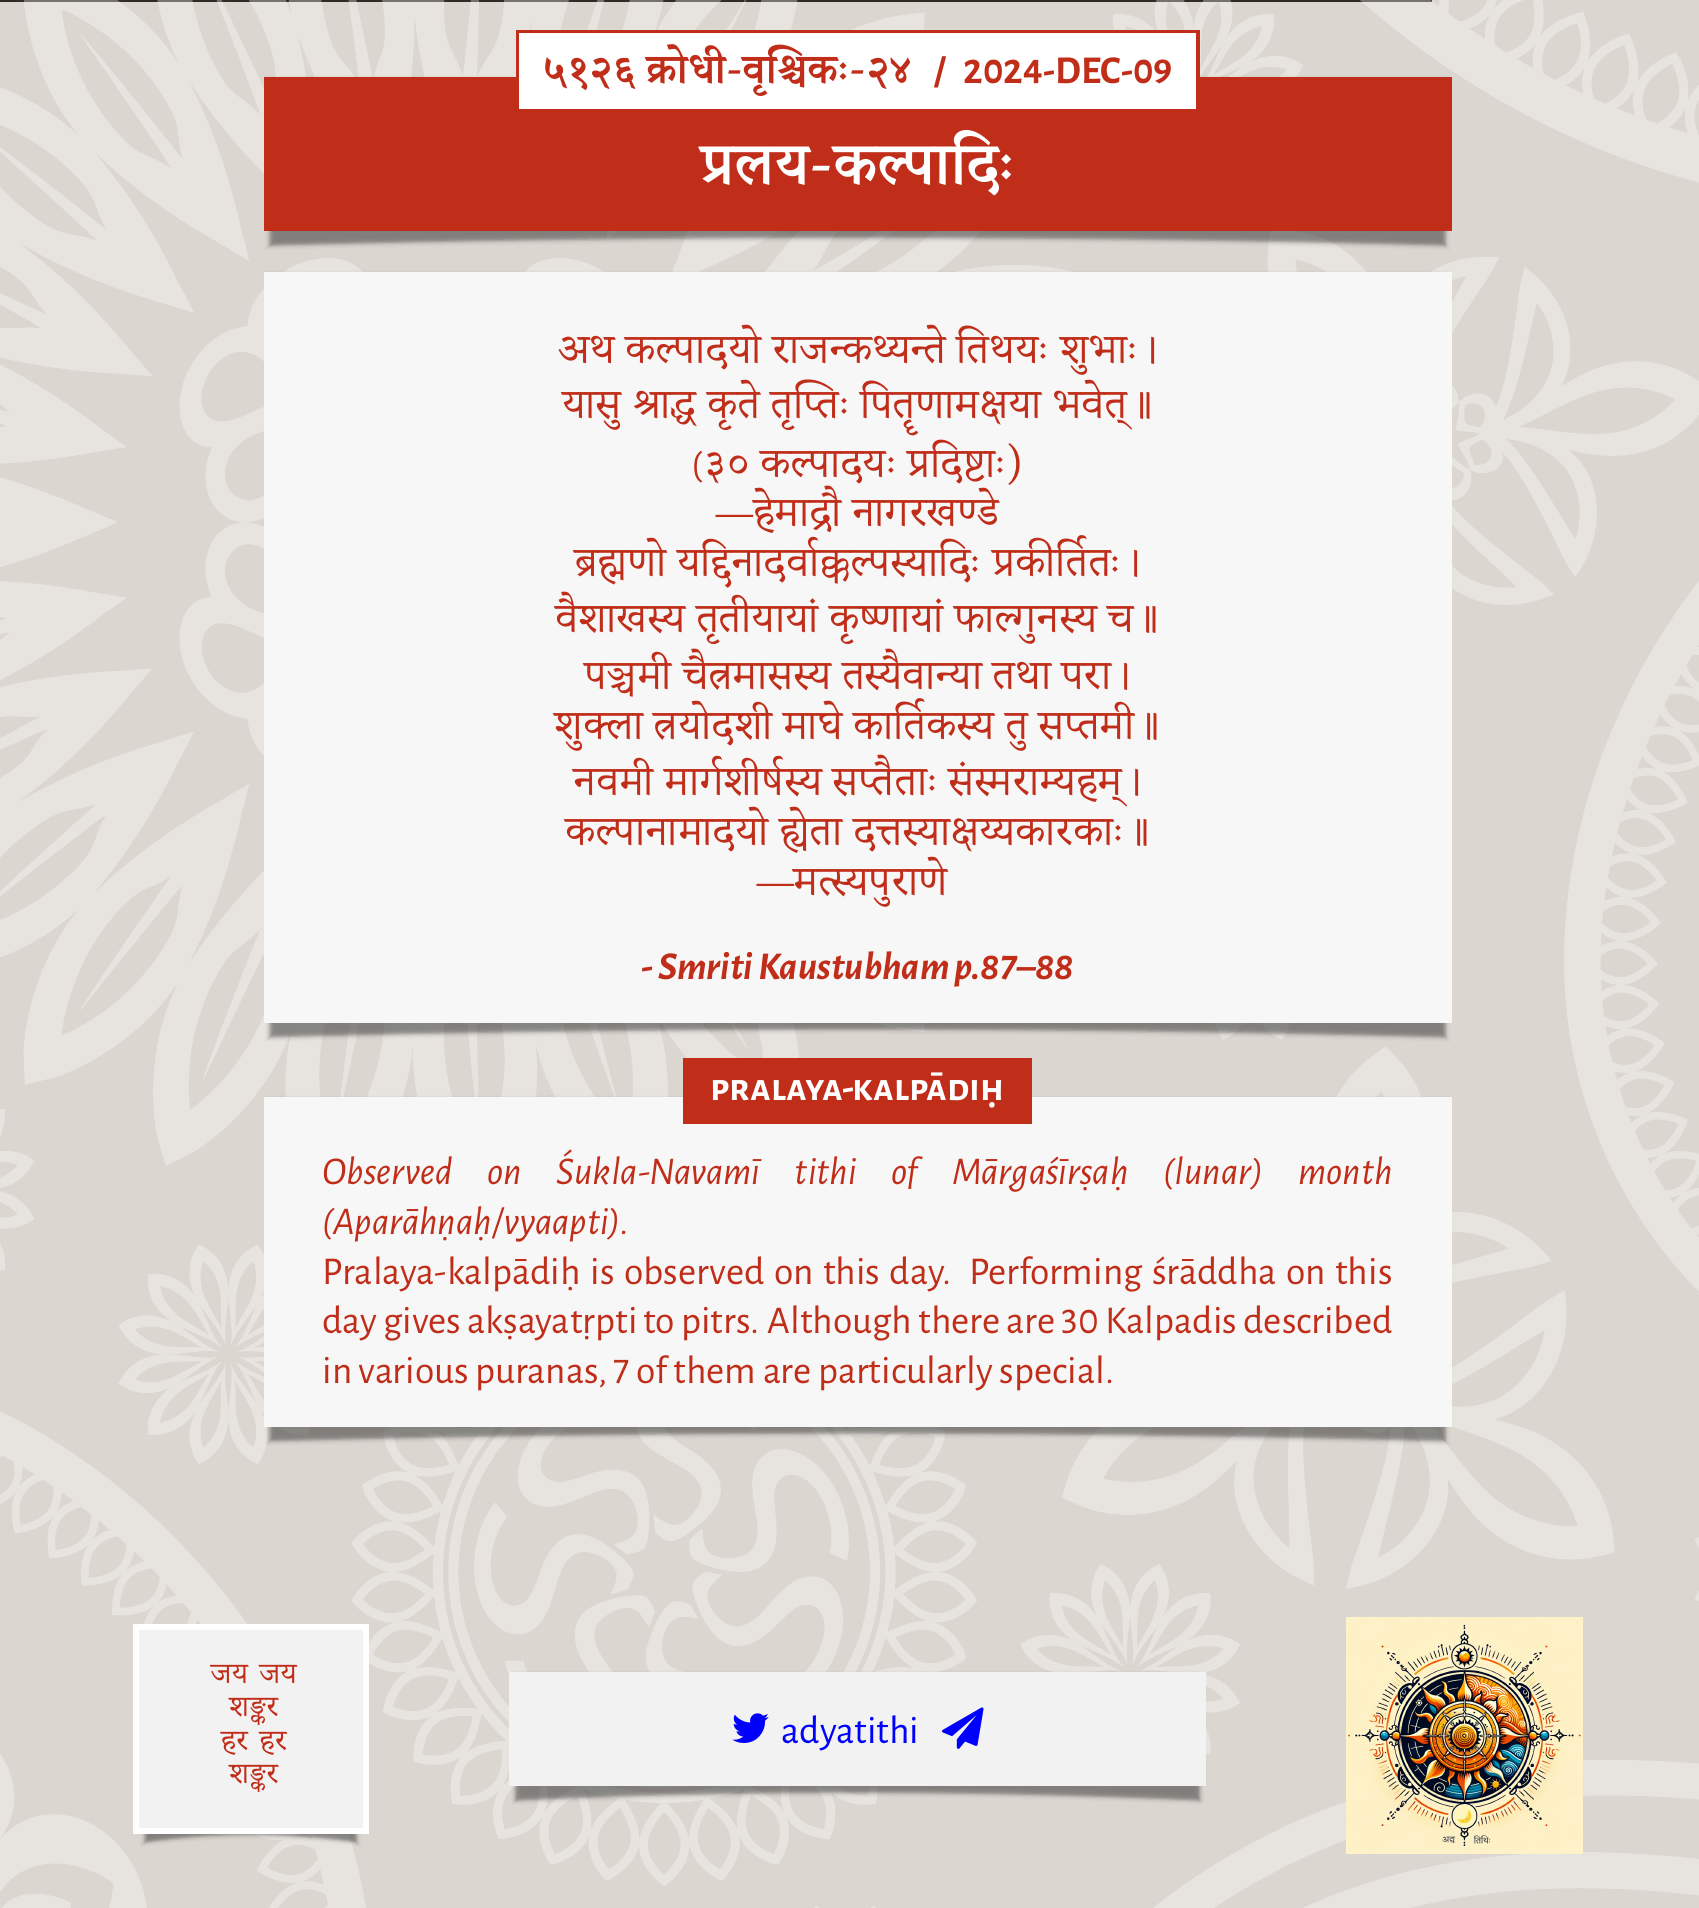 ५१२६ क्रोधी-वृश्चिकः-२४ / 2024-DEC-09
प्रलय-कल्पादिः
अथ कल्पादयो राजन्कथ्यन्ते तिथयः शुभाः।
यासु श्राद्ध कृते तृप्तिः पितॄणामक्षया भवेत्॥
(३० कल्पादयः प्रदिष्टाः)
—हेमाद्रौ नागरखण्डे
ब्रह्मणो यद्दिनादर्वाक्कल्पस्यादिः प्रकीर्तितः।
वैशाखस्य तृतीयायां कृष्णायां फाल्गुनस्य च॥
पञ्चमी चैत्रमासस्य तस्यैवान्या तथा परा।
शुक्ला त्रयोदशी माघे कार्तिकस्य तु सप्तमी॥
नवमी मार्गशीर्षस्य सप्तैताः संस्मराम्यहम्।
कल्पानामादयो ह्येता दत्तस्याक्षय्यकारकाः॥
—मत्स्यपुराणे
- Smriti Kaustubham p.87–88
PRALAYA-KALPĀDIḤ
Observed on Śukla-Navamī tithi of Mārgaśīrṣaḥ (lunar) month
(Aparāhṇaḥ/vyaapti).
Pralaya-kalpādiḥ is observed on this day. Performing śrāddha on this
day gives akṣayatṛpti to pitrs. Although there are 30 Kalpadis described
in various puranas, 7 of them are particularly special.
जय जय
शङ्कर
हर हर
शङ्कर
adyatithi
अद्य तिथिः